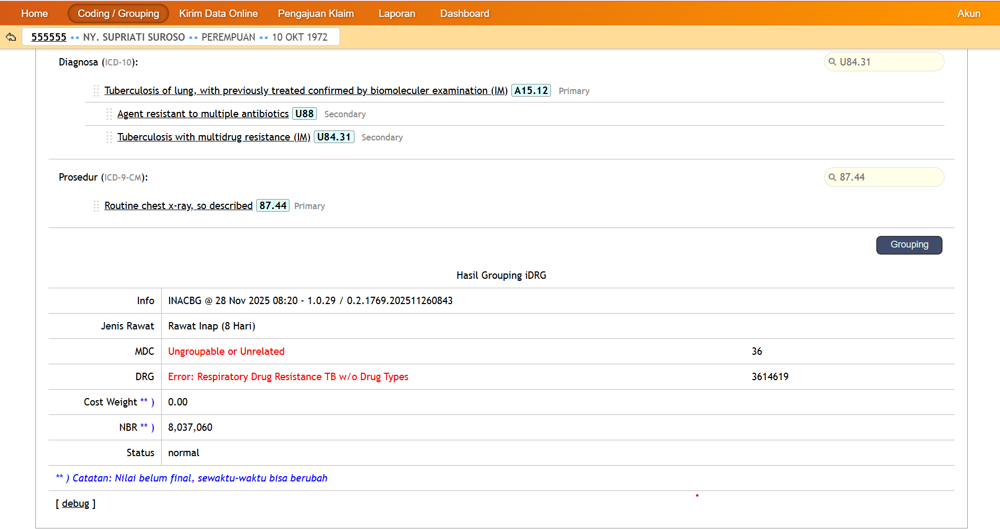 Home Coding / Grouping Kirim Data Online Pengajuan Klaim Laporan Dashboard Akun
555555 •• NY. SUPRIATI SUROSO •• PEREMPUAN •• 10 OKT 1972
Diagnosa (ICD-10): U84.31
Tuberculosis of lung, with previously treated confirmed by biomoleculer examination (IM) A15.12 Primary
Agent resistant to multiple antibiotics U88 Secondary
Tuberculosis with multidrug resistance (IM) U84.31 Secondary
Prosedur (ICD-9-CM): 87.44
Routine chest x-ray, so described 87.44 Primary
Grouping
Hasil Grouping iDRG
Info INACBG @ 28 Nov 2025 08:20 - 1.0.29 / 0.2.1769.202511260843
Jenis Rawat Rawat Inap (8 Hari)
MDC Ungroupable or Unrelated 36
DRG Error: Respiratory Drug Resistance TB w/o Drug Types 3614619
Cost Weight ** ) 0.00
NBR ** ) 8,037,060
Status normal
** ) Catatan: Nilai belum final, sewaktu-waktu bisa berubah
[ debug ]